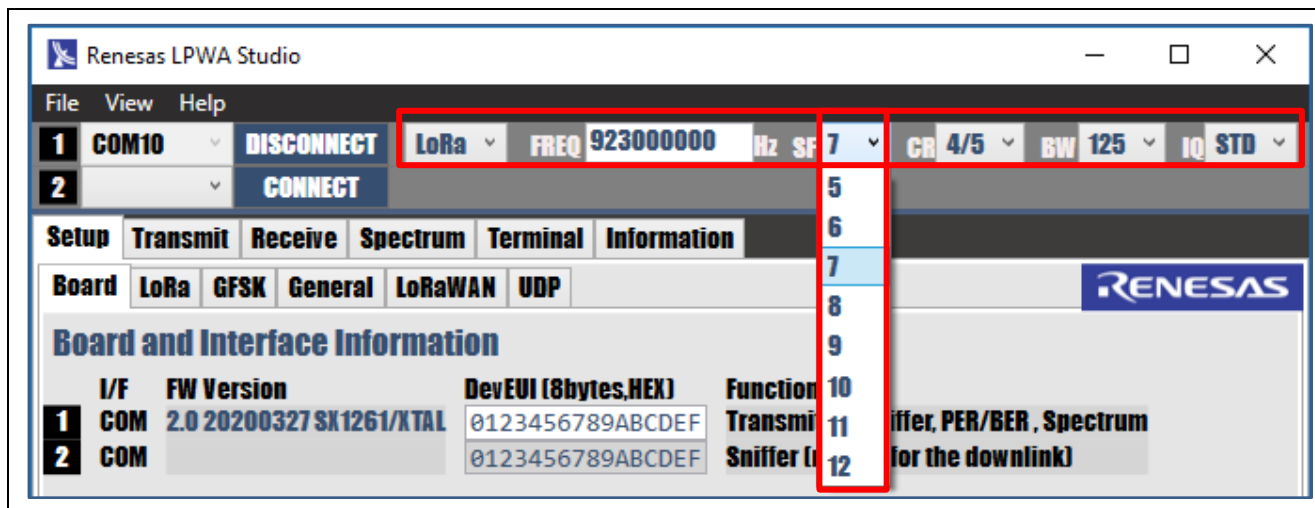 Renesas LPWA Studio
File View Help
1 COM10 DISCONNECT LoRa FREQ 923000000 Hz SF 7 CR 4/5 BW 125 IQ STD
2 CONNECT
5
6
7
8
9
10
11
12
Setup Transmit Receive Spectrum Terminal Information
Board LoRa GFSK General LoRaWAN UDP
RENESAS
Board and Interface Information
I/F FW Version DevEUI (8bytes,HEX) Function
1 COM 2.0 20200327 SX1261/XTAL 0123456789ABCDEF Transmit PER/BER , Spectrum
2 COM 0123456789ABCDEF Sniffer for the downlink)